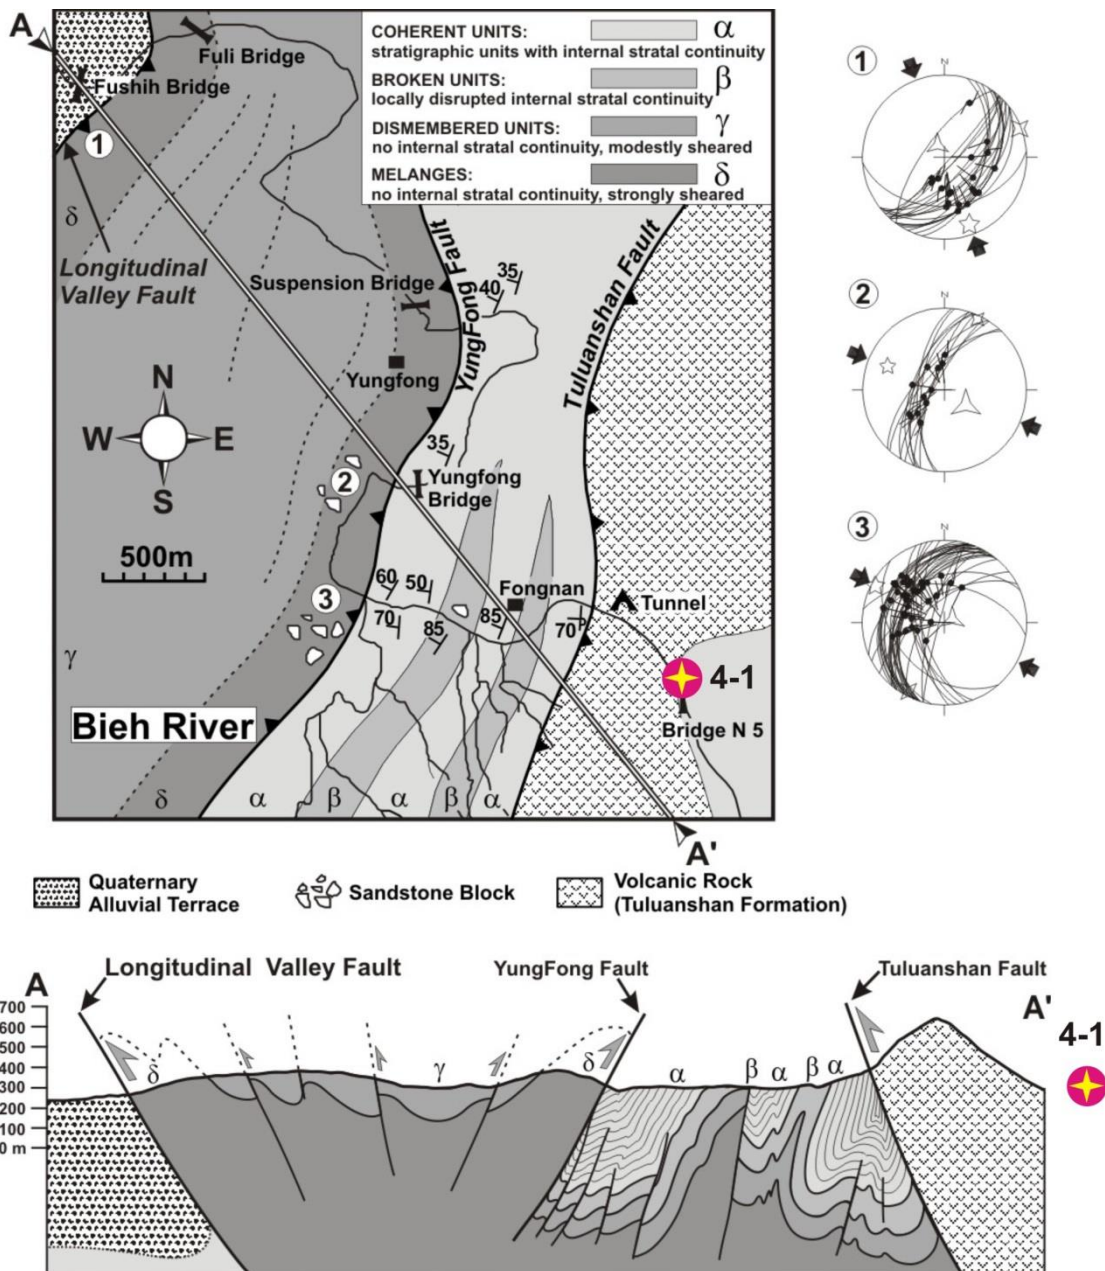 A
Fuli Bridge
Fushih Bridge
1
δ
Longitudinal
Valley Fault
COHERENT UNITS: α
stratigraphic units with internal stratal continuity
BROKEN UNITS: β
locally disrupted internal stratal continuity
DISMEMBERED UNITS: γ
no internal stratal continuity, modestly sheared
MELANGES: δ
no internal stratal continuity, strongly sheared
YungFong Fault
Tuluanshan Fault
Suspension Bridge
40 35
Yungfong
N
W E
S
500m
35
2
Yungfong
Bridge
3
60 50
70 85 85 70
Fongnan
Tunnel
4-1
Bridge N 5
γ
Bieh River
δ α β α β α
A'
1
N
2
N
3
N
Quaternary
Alluvial Terrace
Sandstone Block
Volcanic Rock
(Tuluanshan Formation)
A
Longitudinal Valley Fault
YungFong Fault
Tuluanshan Fault
A'
4-1
700
600
500
400
300
200
100
0 m
δ γ δ α β α β α